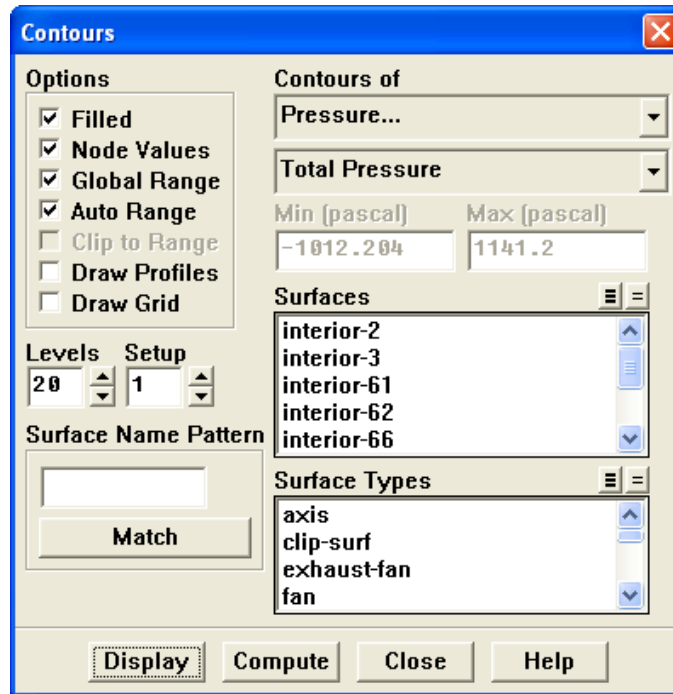 Contours
Options
Filled
Node Values
Global Range
Auto Range
Clip to Range
Draw Profiles
Draw Grid
Levels Setup
20 1
Surface Name Pattern
Match
Contours of
Pressure...
Total Pressure
Min (pascal) Max (pascal)
-1012.204 1141.2
Surfaces
interior-2
interior-3
interior-61
interior-62
interior-66
Surface Types
axis
clip-surf
exhaust-fan
fan
Display Compute Close Help